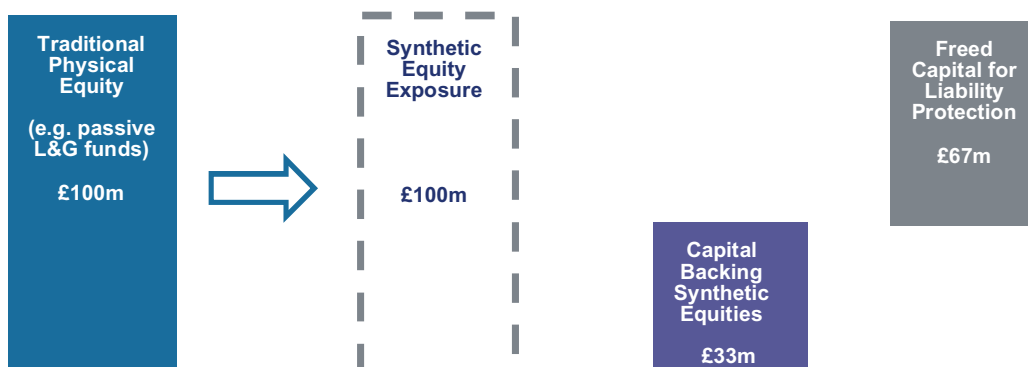 Traditional
Physical
Equity
(e.g. passive
L&G funds)
£100m
Synthetic
Equity
Exposure
£100m
Capital
Backing
Synthetic
Equities
£33m
Freed
Capital for
Liability
Protection
£67m